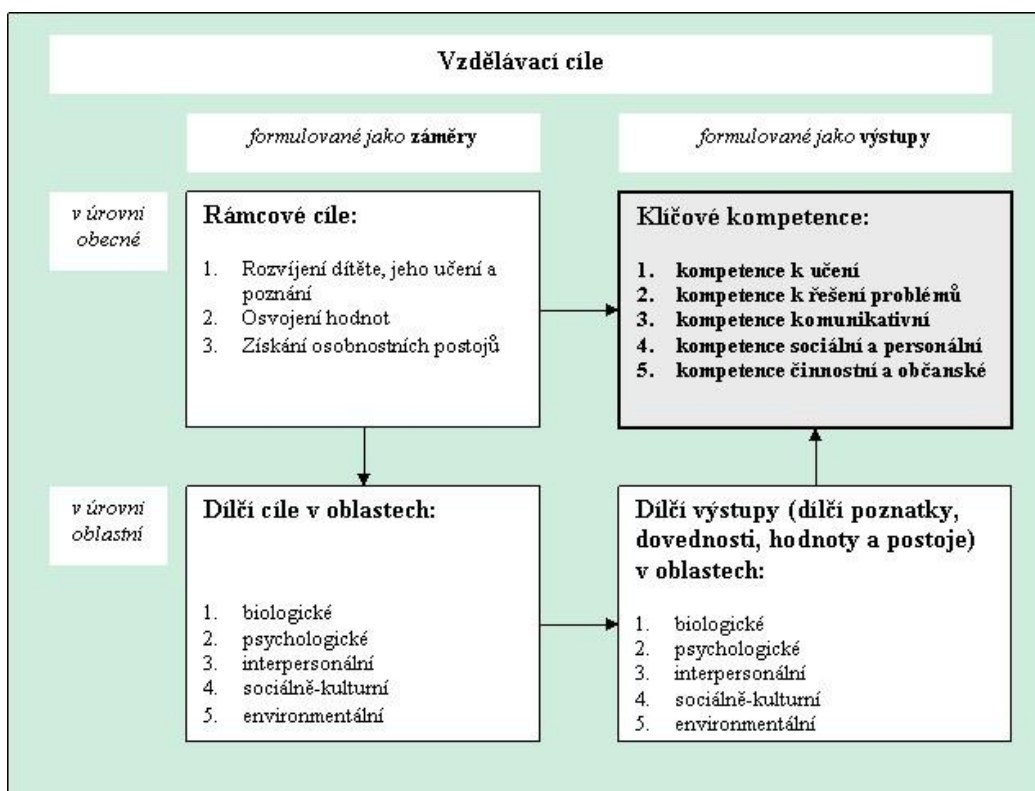 Vzdělávací cíle
formulované jako záměry
formulované jako výstupy
v úrovni
obecné
Rámcové cíle:
1. Rozvíjení dítěte, jeho učení a
poznání
2. Osvojení hodnot
3. Získání osobnostních postojů
Klíčové kompetence:
1. kompetence k učení
2. kompetence k řešení problémů
3. kompetence komunikativní
4. kompetence sociální a personální
5. kompetence činnostní a občanské
v úrovni
oblastní
Dílčí cíle v oblastech:
1. biologické
2. psychologické
3. interpersonální
4. sociálně-kulturní
5. environmentální
Dílčí výstupy (dílčí poznatky,
dovednosti, hodnoty a postoje)
v oblastech:
1. biologické
2. psychologické
3. interpersonální
4. sociálně-kulturní
5. environmentální